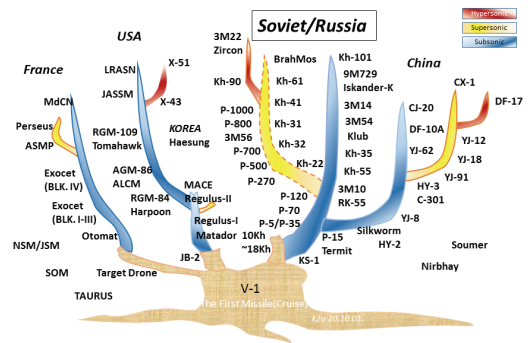 Soviet/Russia
Hypersonic
Supersonic
Subsonic
USA
France
China
KOREA
3M22
Zircon
Kh-90
BrahMos
Kh-61
Kh-41
Kh-31
Kh-32
Kh-22
P-1000
P-800
3M56
P-700
P-500
P-270
P-120
P-70
P-5/P-35
10Kh
~18Kh
Kh-101
9M729
Iskander-K
3M14
3M54
Klub
Kh-35
Kh-55
3M10
RK-55
P-15
Termit
KS-1
CX-1
DF-17
CJ-20
DF-10A
YJ-62
YJ-12
YJ-18
YJ-91
HY-3
C-301
YJ-8
Silkworm
HY-2
LRASN
JASSM
X-51
X-43
RGM-109
Tomahawk
Haesung
AGM-86
ALCM
RGM-84
Harpoon
MACE
Regulus-II
Regulus-I
Matador
JB-2
MdCN
Perseus
ASMP
Exocet
(BLK. IV)
Exocet
(BLK. I-III)
Otomat
NSM/JSM
SOM
Target Drone
TAURUS
Soumer
Nirbhay
V-1
The First Missile(Cruise)
k2v 20.10.03.